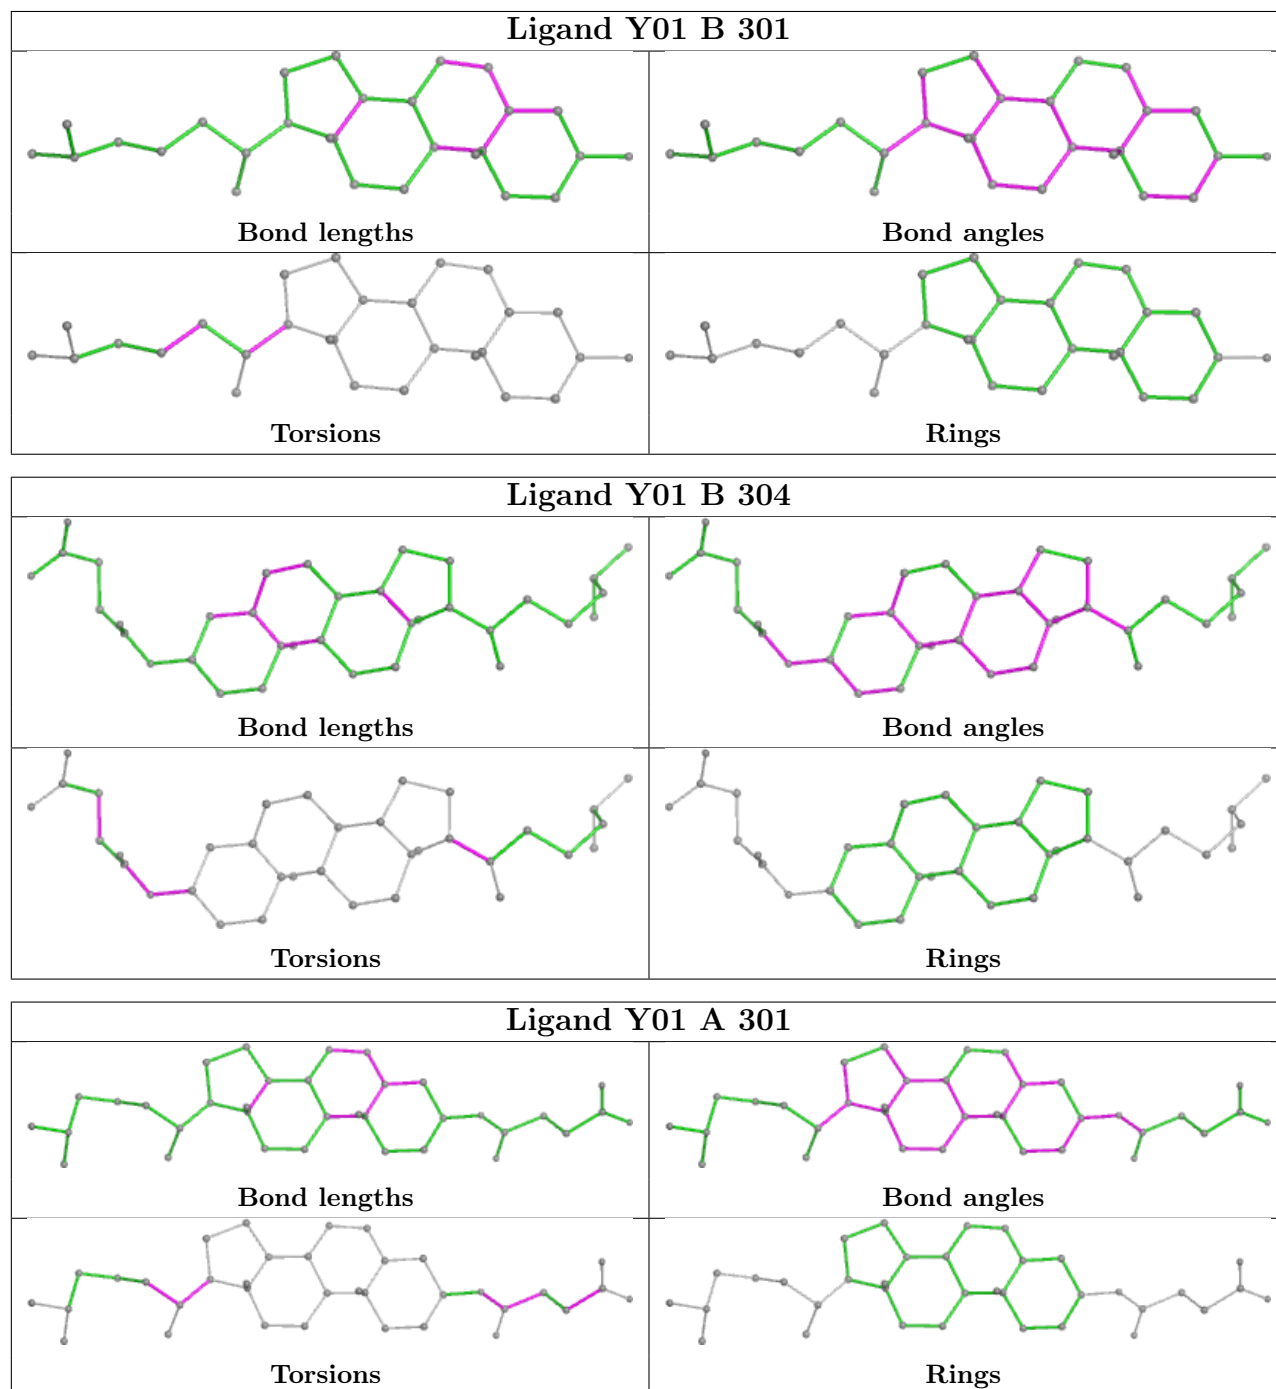 Ligand Y01 B 301
Bond lengths
Bond angles
Torsions
Rings
Ligand Y01 B 304
Bond lengths
Bond angles
Torsions
Rings
Ligand Y01 A 301
Bond lengths
Bond angles
Torsions
Rings